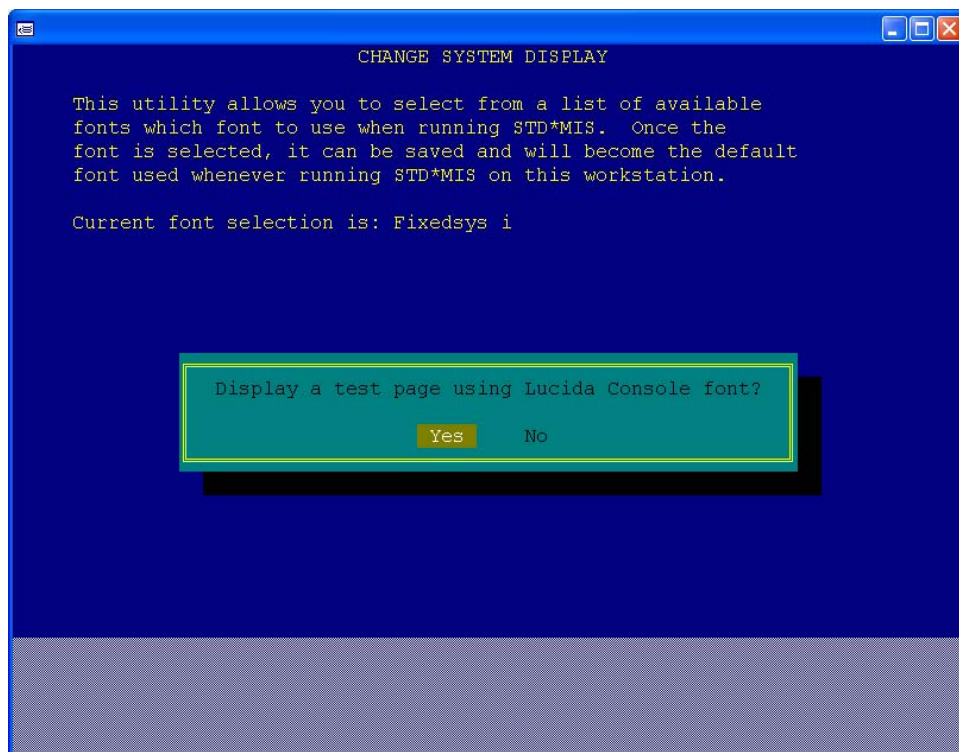 CHANGE SYSTEM DISPLAY
This utility allows you to select from a list of available
fonts which font to use when running STD*MIS. Once the
font is selected, it can be saved and will become the default
font used whenever running STD*MIS on this workstation.
Current font selection is: Fixedsys i
Display a test page using Lucida Console font?
Yes No